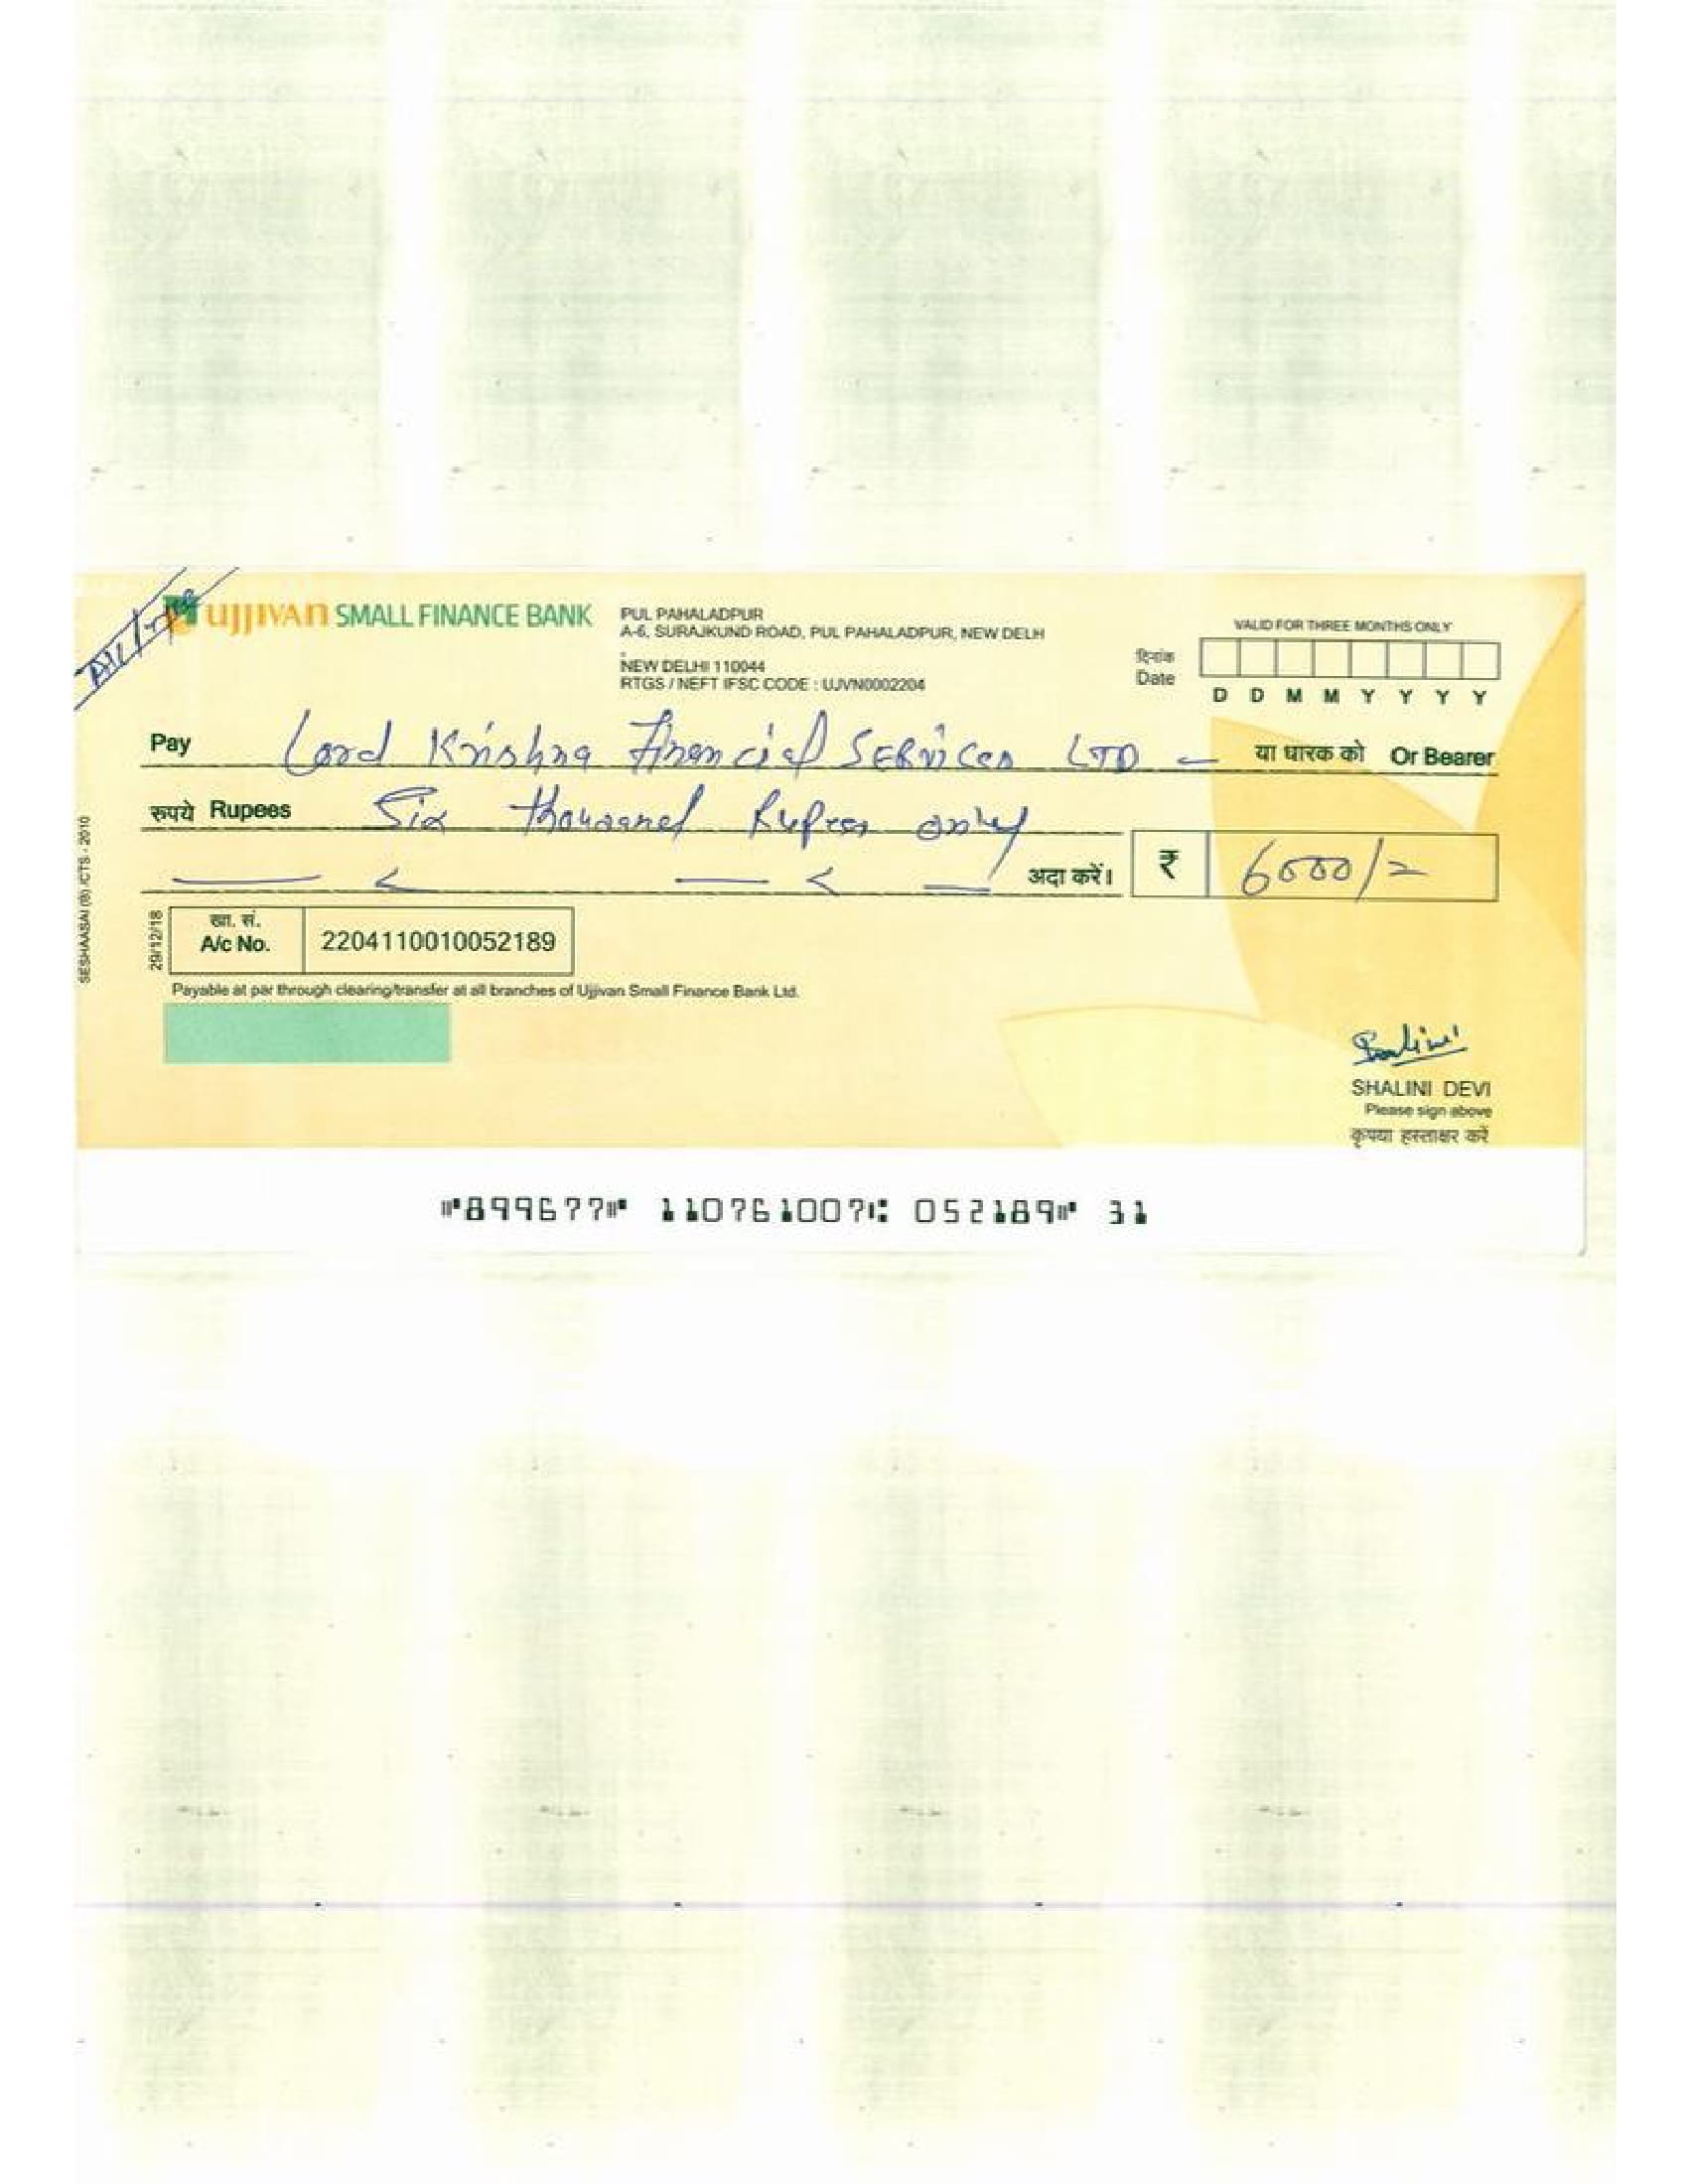 A/c Payee
UJJIVAN SMALL FINANCE BANK
PUL PAHALADPUR
A-6, SURAJKUND ROAD, PUL PAHALADPUR, NEW DELH
.
NEW DELHI 110044
RTGS / NEFT IFSC CODE : UJVN0002204
VALID FOR THREE MONTHS ONLY
दिनांक
Date
D D M M Y Y Y Y
Pay Lord Krishna Financial SERvices LTD या धारक को Or Bearer
रुपये Rupees Six thousand Rupees only
अदा करें। ₹ 6000/=
SESHAASAI (B) /CTS - 2010
29/12/18
खा. सं.
A/c No. 2204110010052189
Payable at par through clearing/transfer at all branches of Ujjivan Small Finance Bank Ltd.
Shalini
SHALINI DEVI
Please sign above
कृपया हस्ताक्षर करें
⑈899677⑈ 110761007⑆ 052189⑈ 31